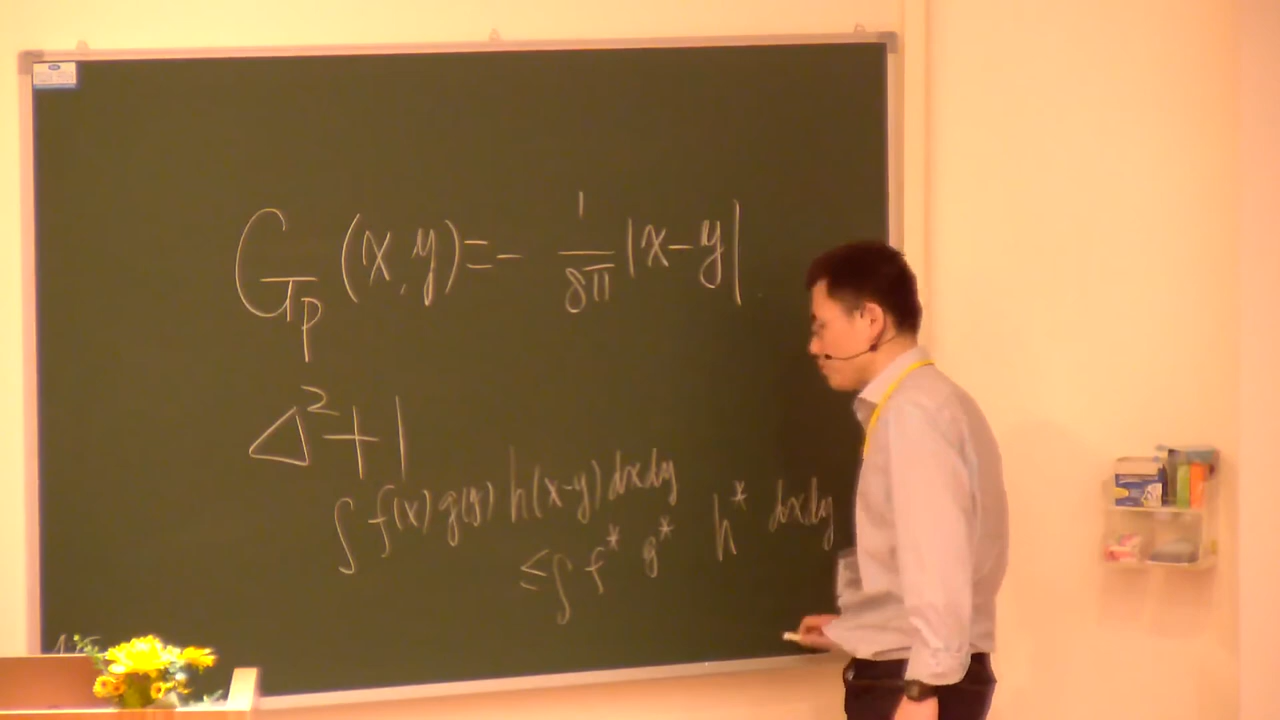 G_p (x,y) = - 1/8π |x-y|
Δ² + 1
∫ f(x) g(y) h(x-y) dxdy
≤ ∫ f* g* h* dxdy